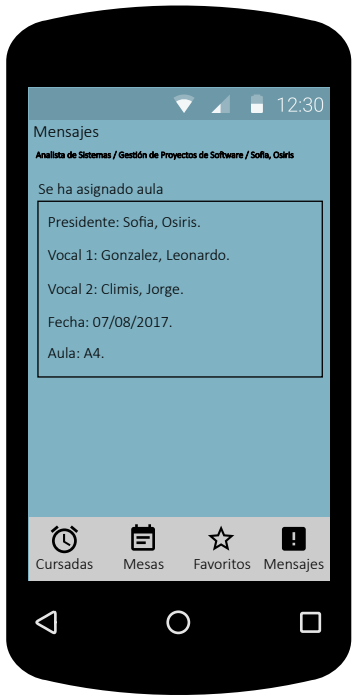 12:30
Mensajes
Analista de Sistemas / Gestión de Proyectos de Software / Sofia, Osiris
Se ha asignado aula
Presidente: Sofia, Osiris.
Vocal 1: Gonzalez, Leonardo.
Vocal 2: Climis, Jorge.
Fecha: 07/08/2017.
Aula: A4.
Cursadas Mesas Favoritos Mensajes